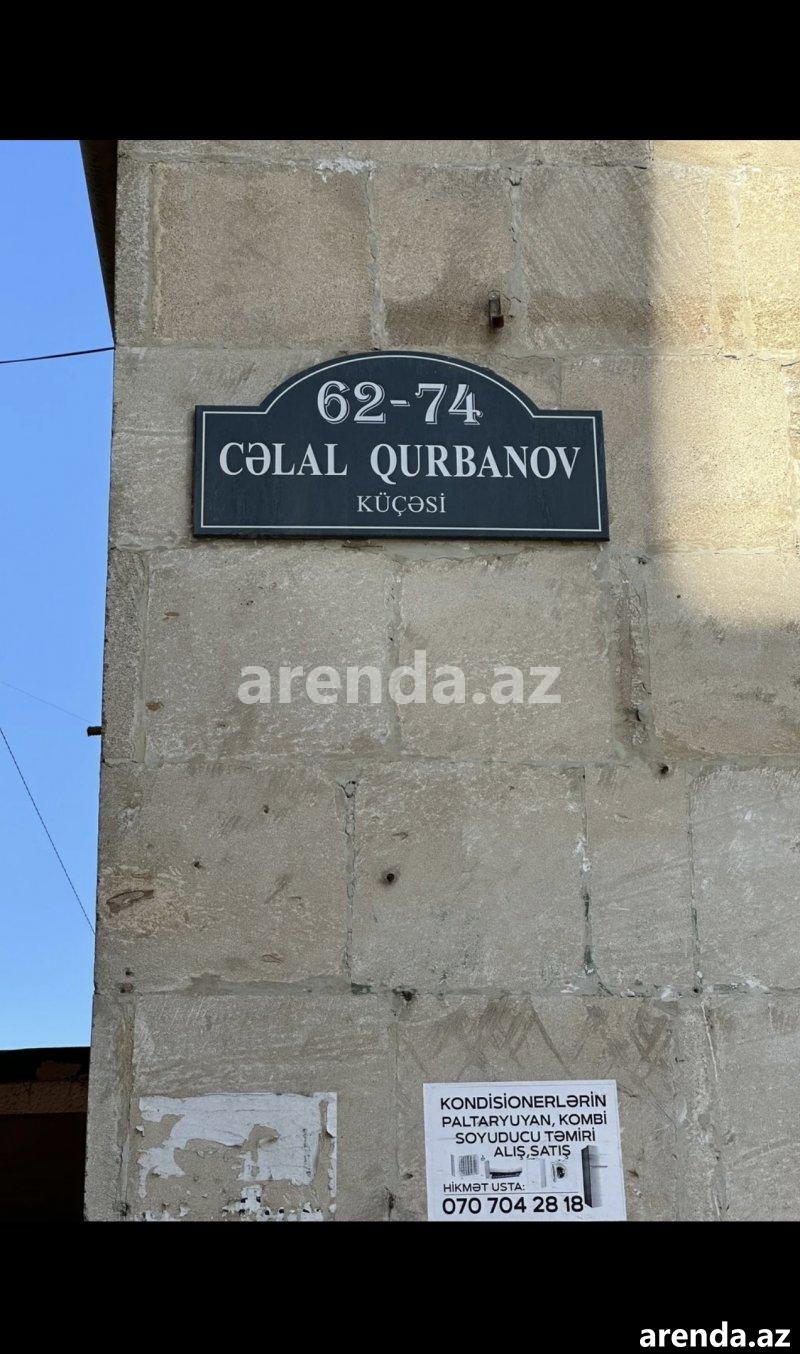 62-74
CƏLAL QURBANOV
KÜÇƏSİ
arenda.az
KONDİSİONERLƏRİN
PALTARYUYAN, KOMBİ
SOYUDUCU TƏMİRİ
ALIŞ,SATIŞ
HİKMƏT USTA:
070 704 28 18
arenda.az